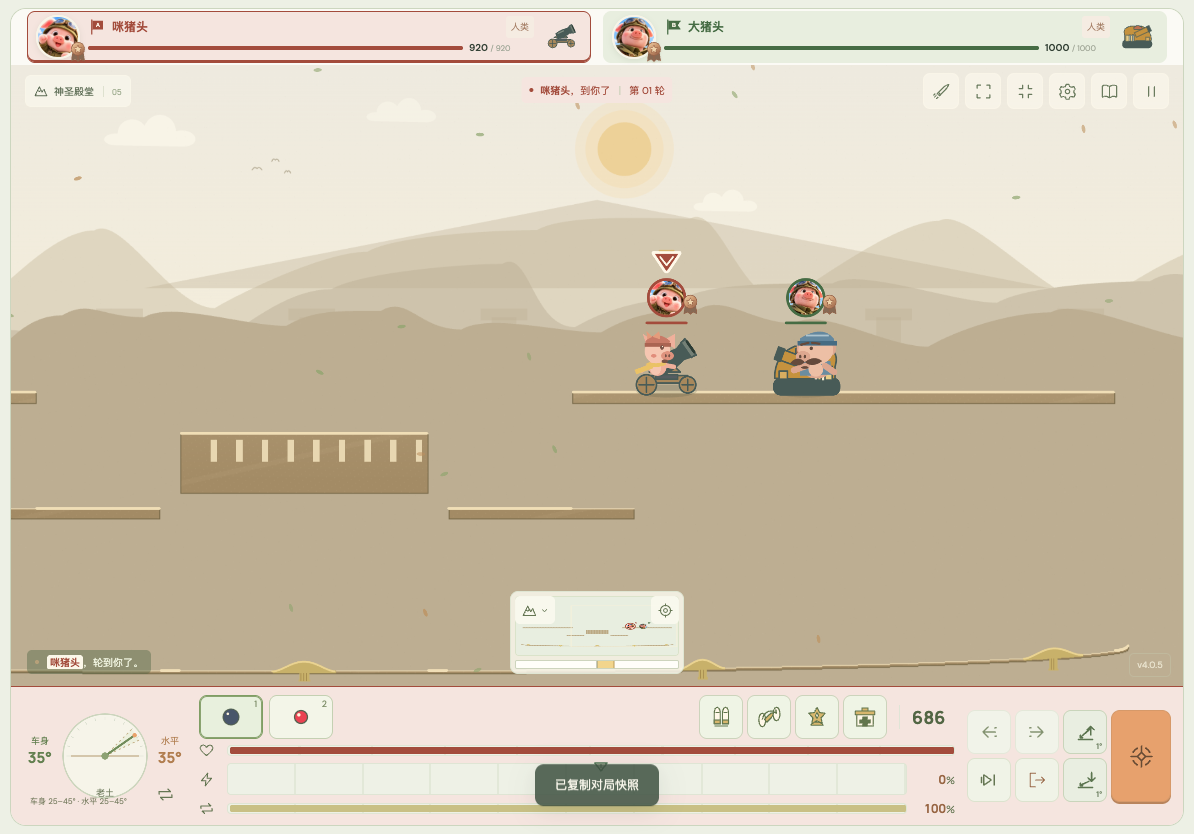 咪猪头
人类
920 / 920
大猪头
人类
1000 / 1000
神圣殿堂 05
咪猪头，到你了 | 第 01 轮
咪猪头，轮到你了。
v4.0.5
1
2
686
车身
35°
水平
35°
老土
车身 25–45° · 水平 25–45°
0%
100%
已复制对局快照
1°
1°